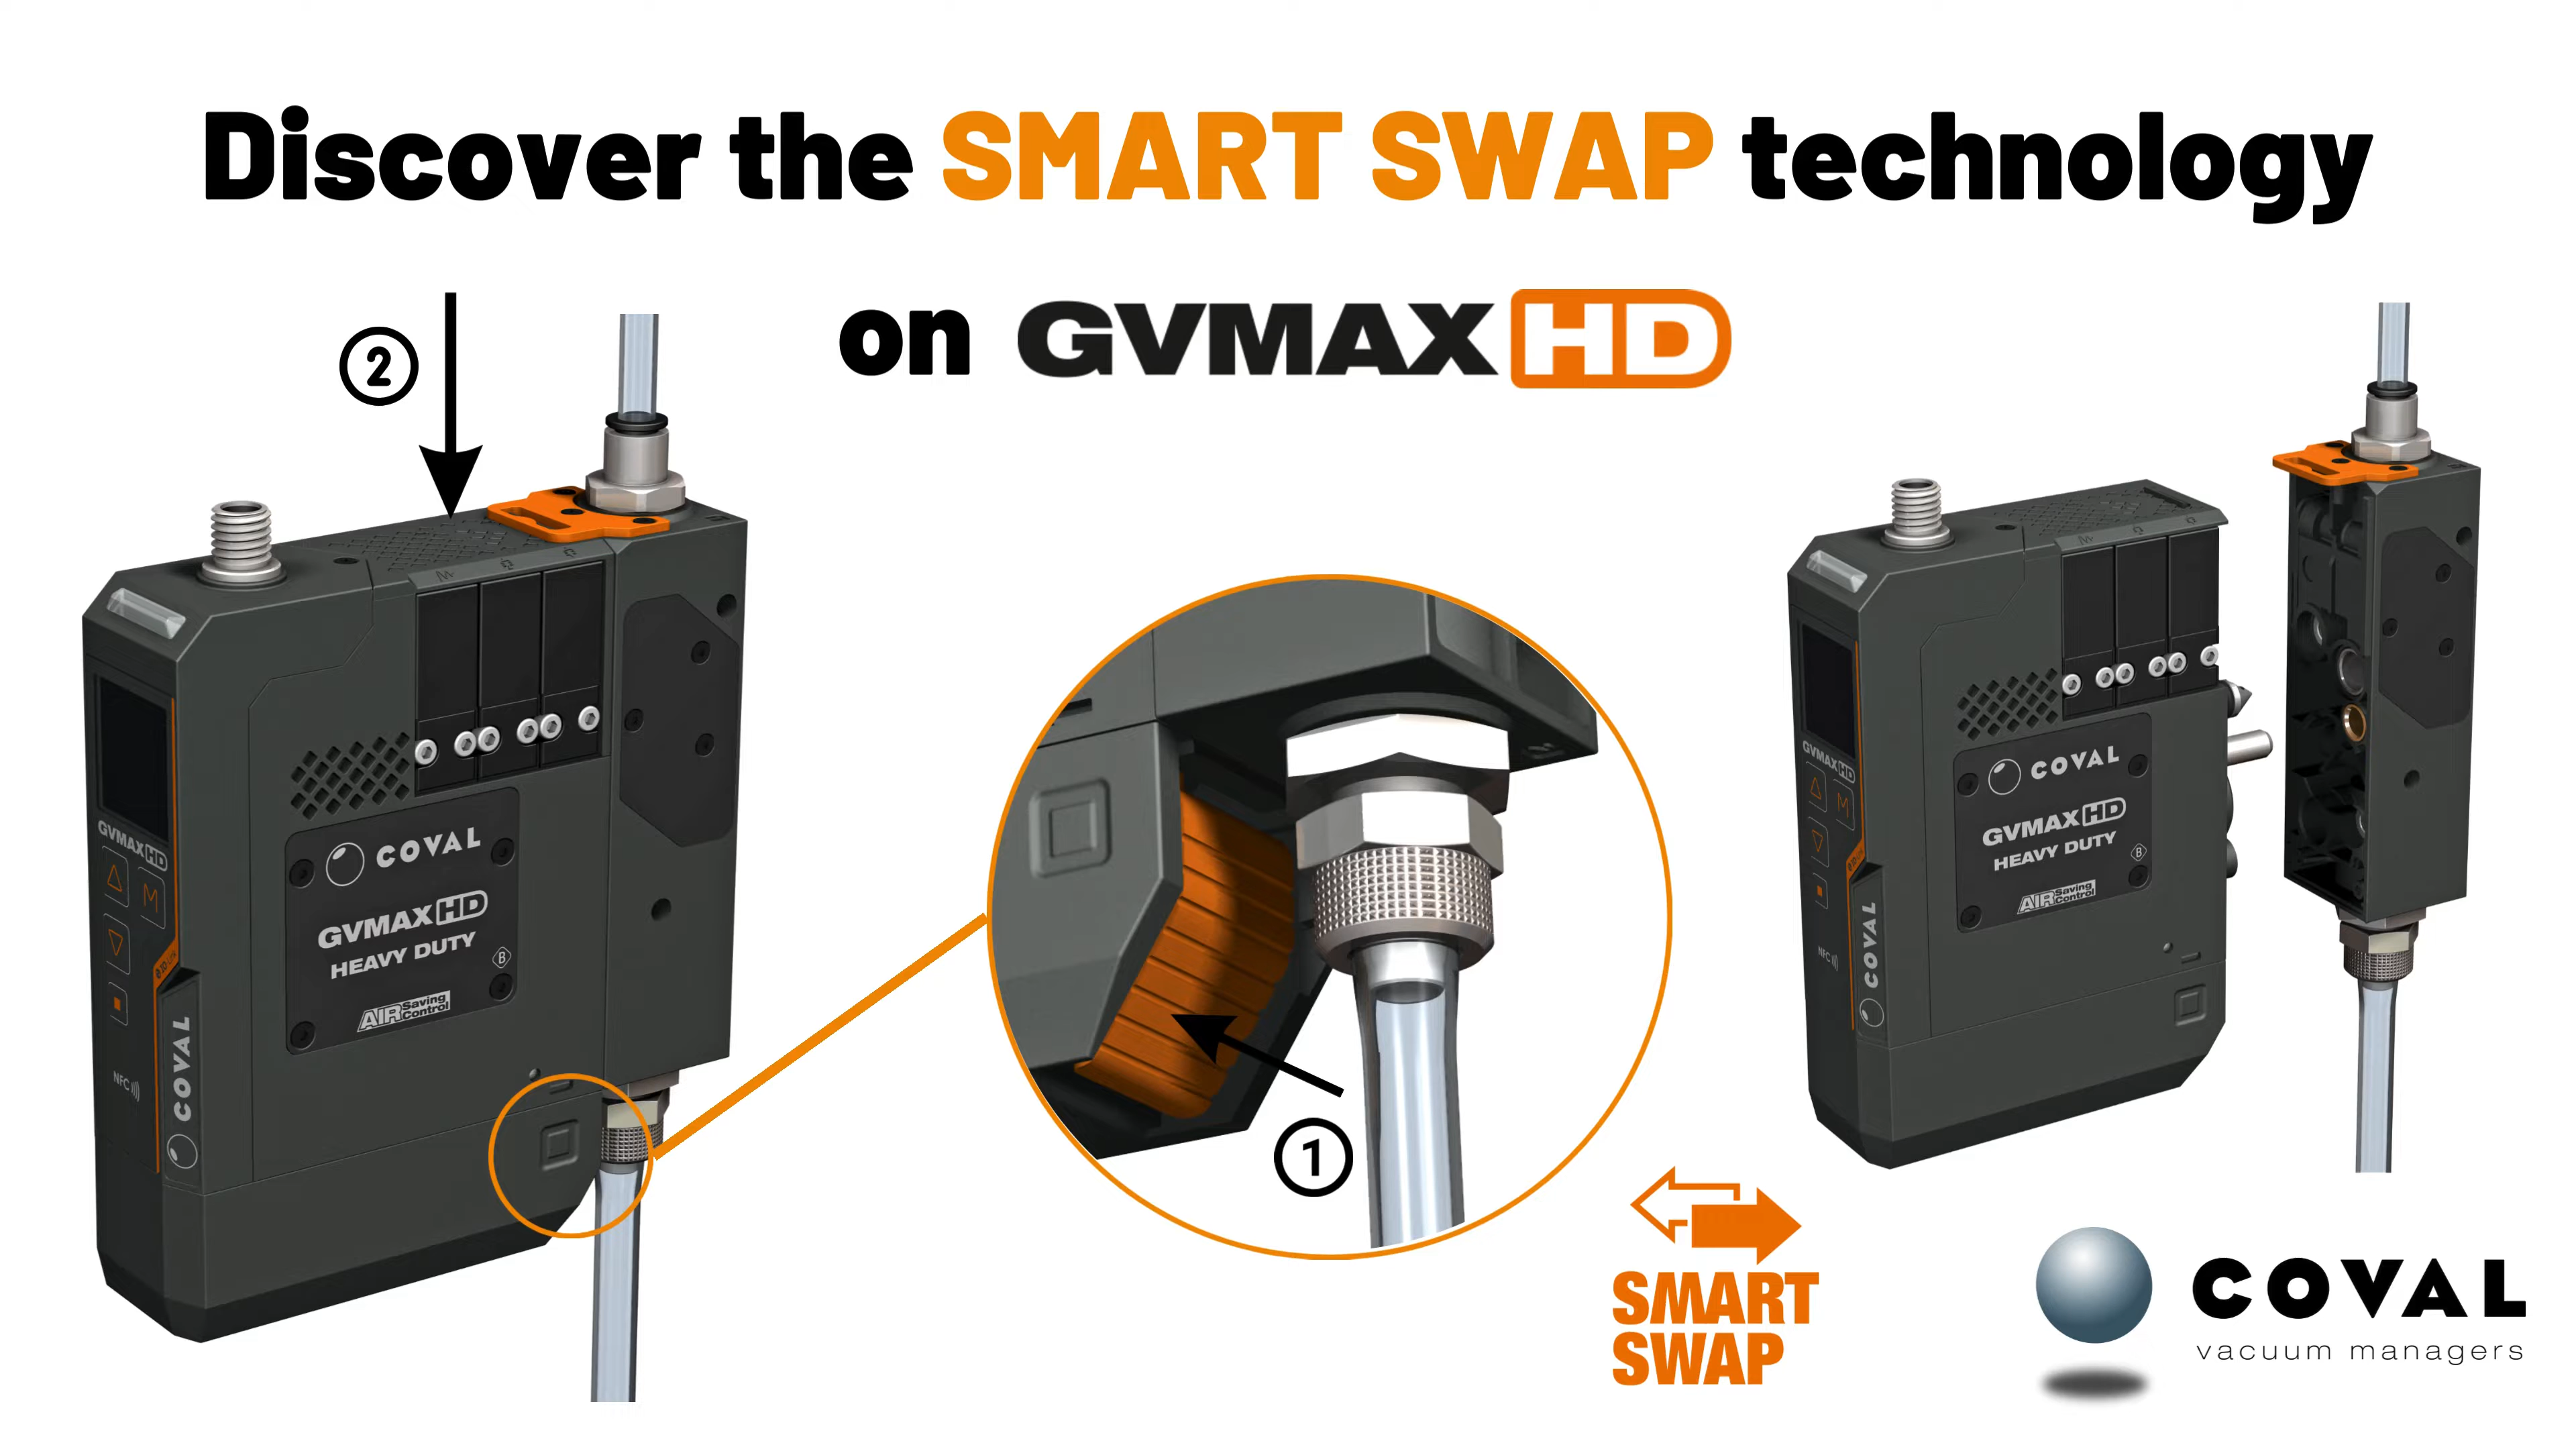 Discover the SMART SWAP technology
on GVMAX HD
2
GVMAX HD
M
NFC
COVAL
COVAL
GVMAX HD
HEAVY DUTY
B
AIR Saving Control
1
GVMAX HD
M
NFC
COVAL
COVAL
GVMAX HD
HEAVY DUTY
B
AIR Saving Control
SMART
SWAP
COVAL
vacuum managers